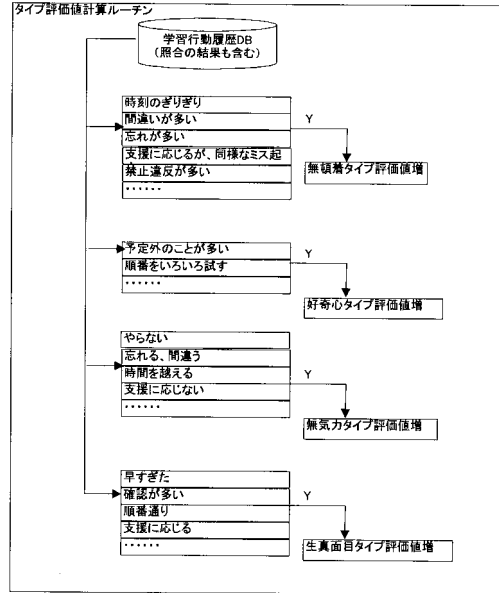 タイプ評価値計算ルーチン
学習行動履歴DB
(照合の結果も含む)
時刻のぎりぎり
間違いが多い
Y
忘れが多い
支援に応じるが、同様なミス起
禁止違反が多い
無頓着タイプ評価値増
······
予定外のことが多い
Y
順番をいろいろ試す
······
好奇心タイプ評価値増
やらない
忘れる、間違う
時間を越える
Y
支援に応じない
······
無気力タイプ評価値増
早すぎた
確認が多い
Y
順番通り
支援に応じる
······
生真面目タイプ評価値増